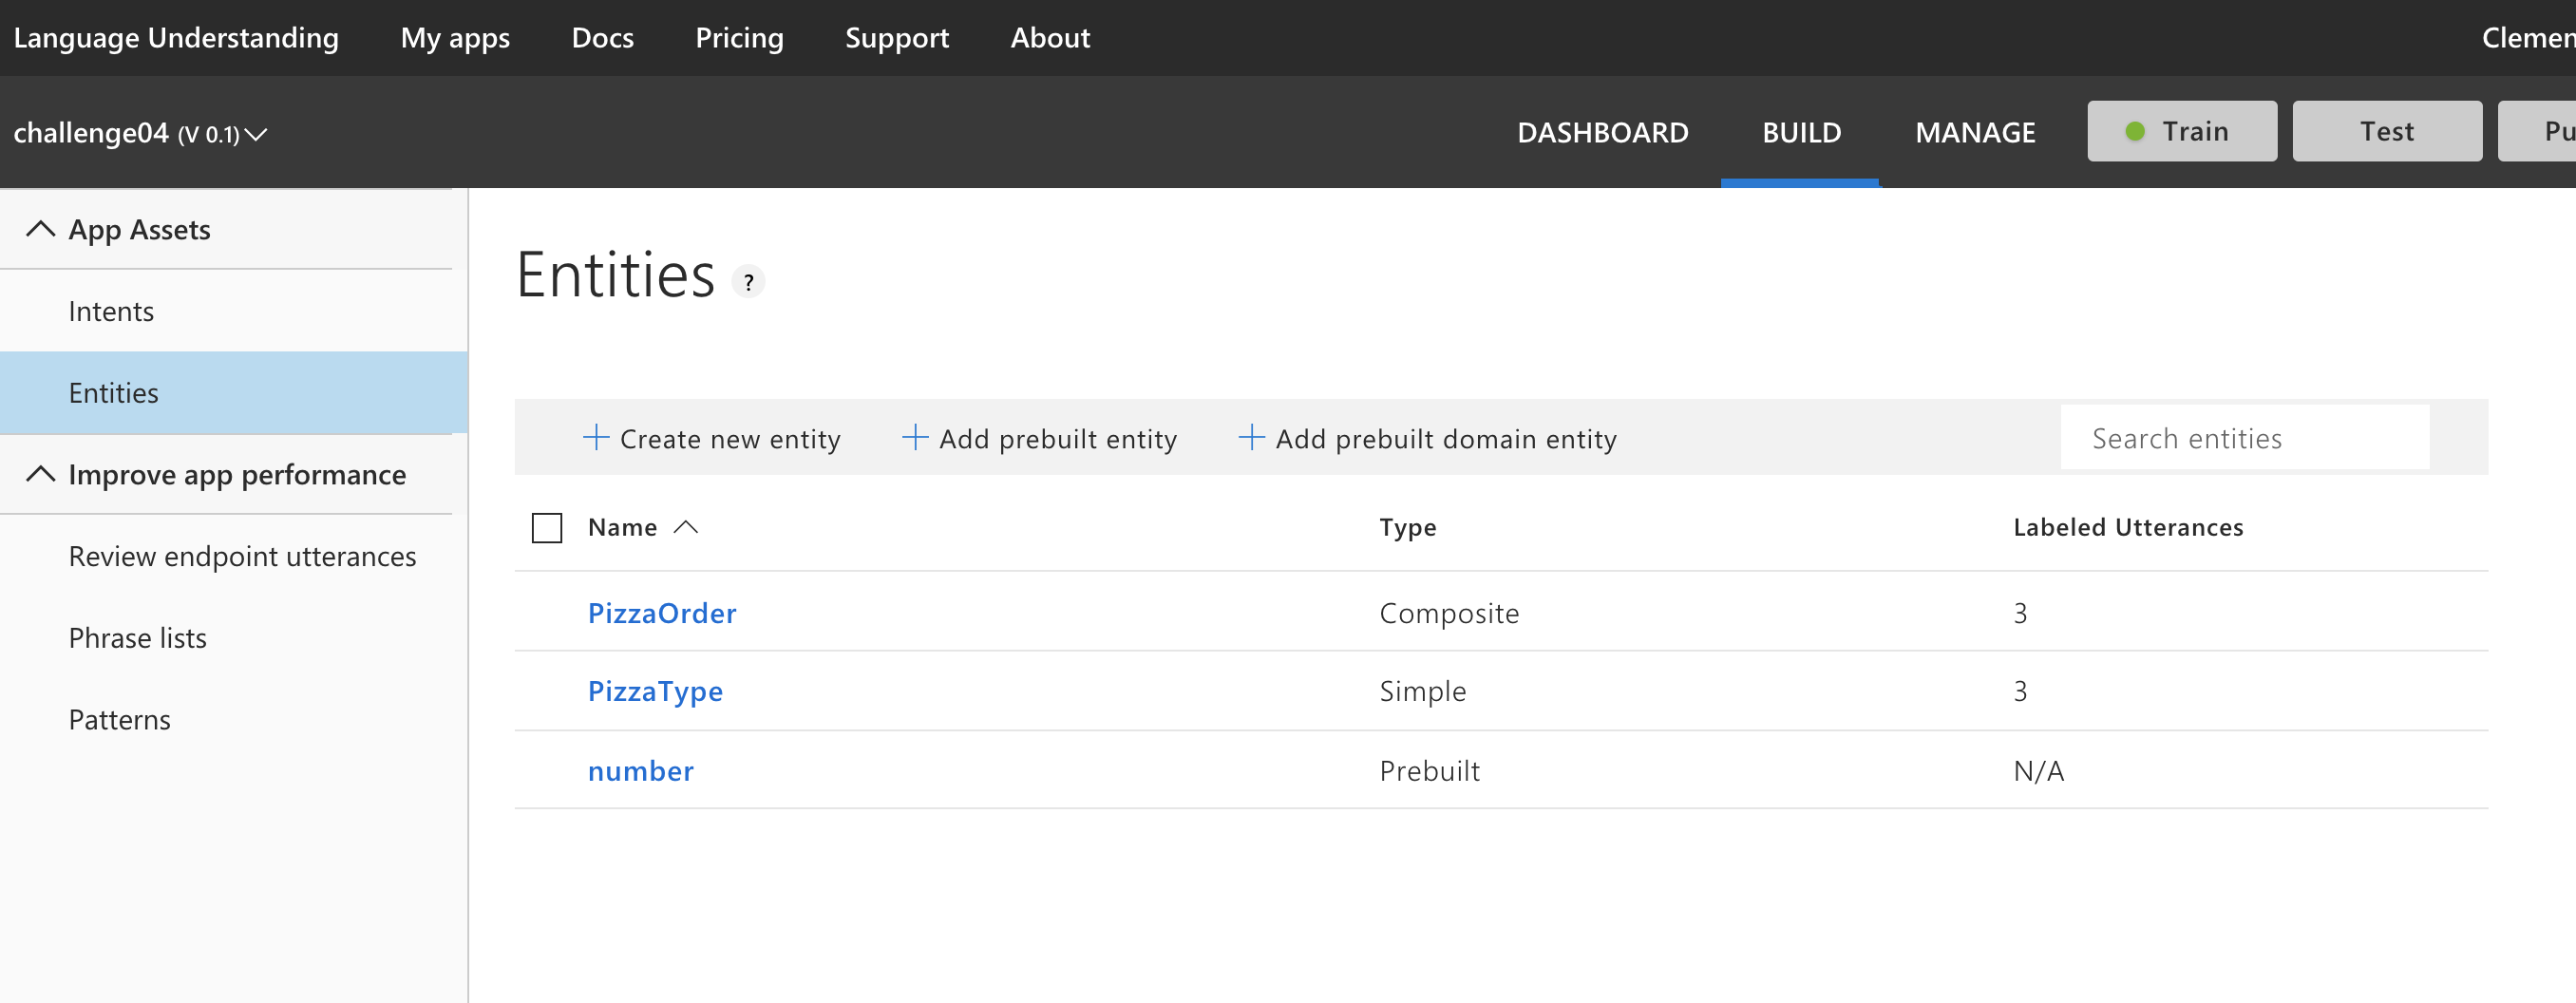 Language Understanding My apps Docs Pricing Support About Clemen
challenge04 (V 0.1) DASHBOARD BUILD MANAGE Train Test Pu
App Assets
Intents
Entities
Improve app performance
Review endpoint utterances
Phrase lists
Patterns
Entities ?
+ Create new entity + Add prebuilt entity + Add prebuilt domain entity Search entities
Name Type Labeled Utterances
PizzaOrder Composite 3
PizzaType Simple 3
number Prebuilt N/A